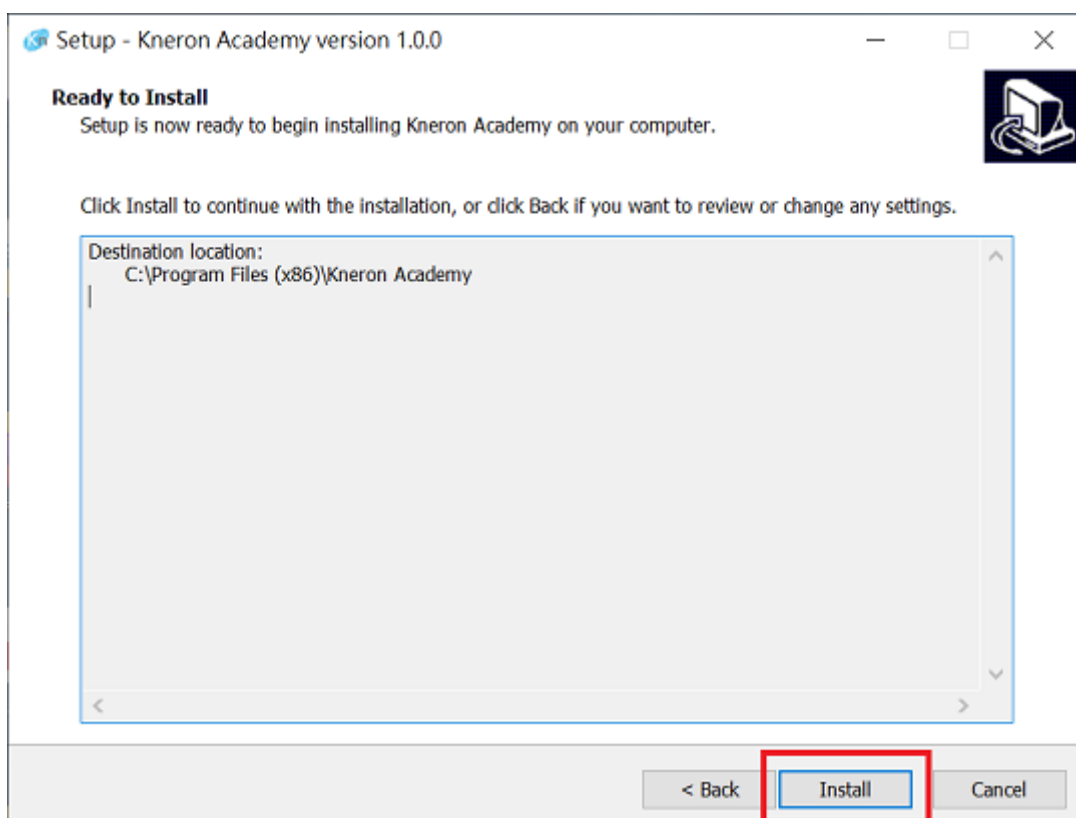 Setup - Kneron Academy version 1.0.0
Ready to Install
Setup is now ready to begin installing Kneron Academy on your computer.
Click Install to continue with the installation, or click Back if you want to review or change any settings.
Destination location:
C:\Program Files (x86)\Kneron Academy
< Back
Install
Cancel